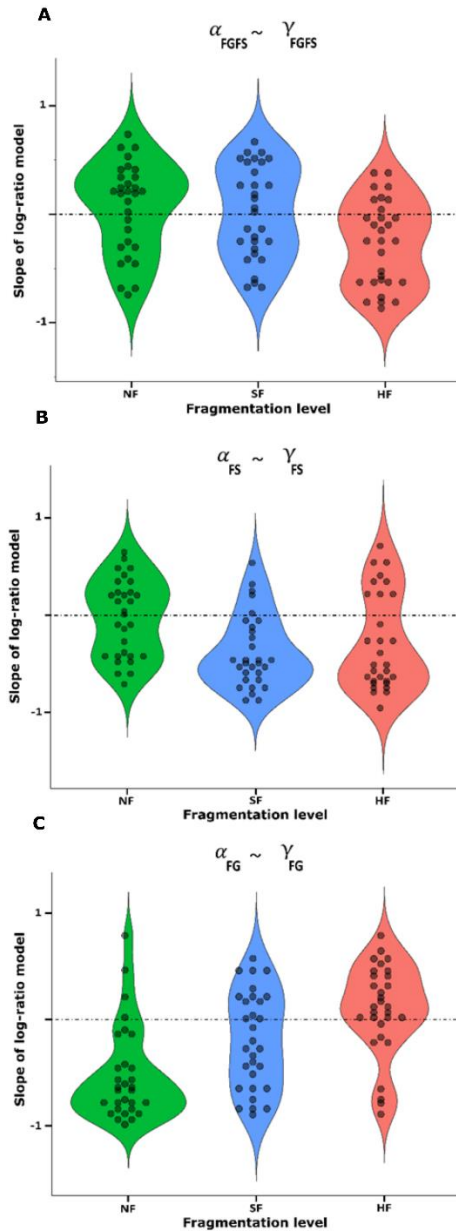 A
α FGFS ~ γ FGFS
Slope of log-ratio model
1
-1
NF SF HF
Fragmentation level
B
α FS ~ γ FS
Slope of log-ratio model
1
-1
NF SF HF
Fragmentation level
C
α FG ~ γ FG
Slope of log-ratio model
1
-1
NF SF HF
Fragmentation level